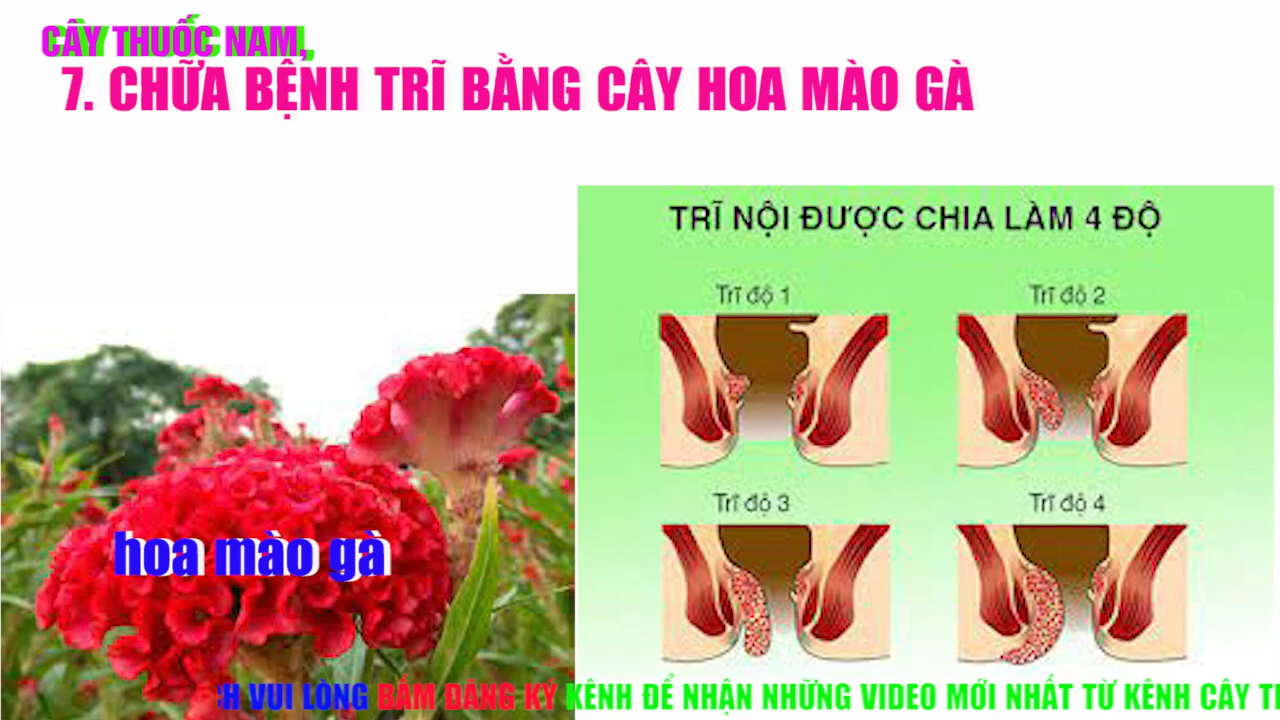 CÂY THUỐC NAM,
7. CHỮA BỆNH TRĨ BẰNG CÂY HOA MÀO GÀ
TRĨ NỘI ĐƯỢC CHIA LÀM 4 ĐỘ
Trĩ độ 1
Trĩ độ 2
Trĩ độ 3
Trĩ độ 4
hoa mào gà
VUI LÒNG BẤM ĐĂNG KÝ KÊNH ĐỂ NHẬN NHỮNG VIDEO MỚI NHẤT TỪ KÊNH CÂY